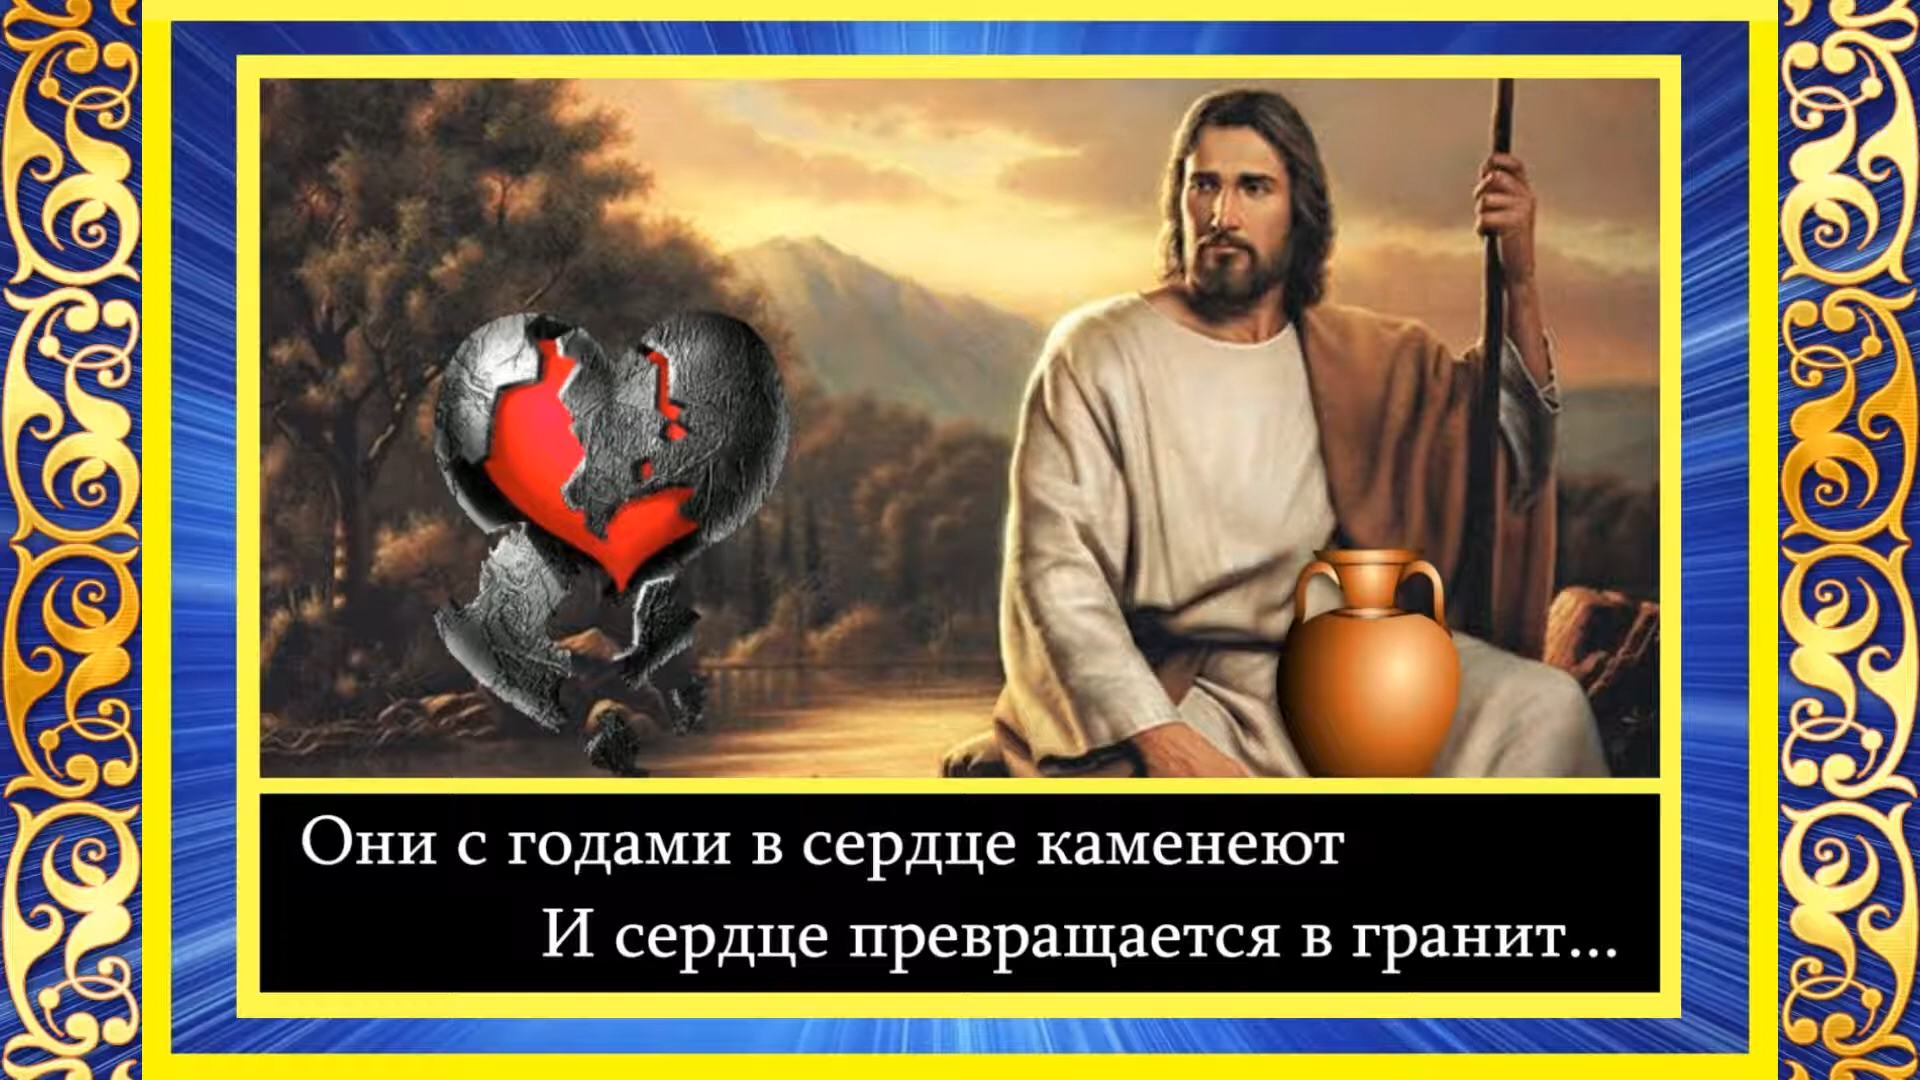 Они с годами в сердце каменеют
И сердце превращается в гранит...